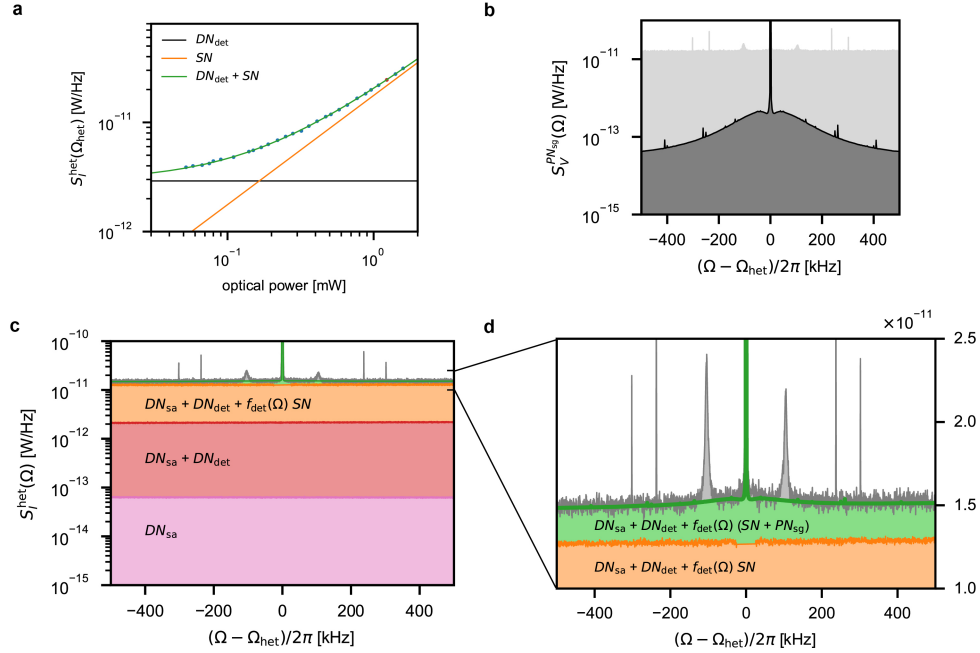 a
S_I^het(Ω_het) [W/Hz]
10⁻¹¹
10⁻¹²
DN_det
SN
DN_det + SN
10⁻¹
10⁰
optical power [mW]
b
S_V^PN_sg(Ω) [W/Hz]
10⁻¹¹
10⁻¹³
10⁻¹⁵
−400 −200 0 200 400
(Ω − Ω_het)/2π [kHz]
c
S_I^het(Ω) [W/Hz]
10⁻¹⁰
10⁻¹¹
10⁻¹²
10⁻¹³
10⁻¹⁴
10⁻¹⁵
DN_sa + DN_det + f_det(Ω) SN
DN_sa + DN_det
DN_sa
−400 −200 0 200 400
(Ω − Ω_het)/2π [kHz]
d
×10⁻¹¹
2.5
2.0
1.5
1.0
DN_sa + DN_det + f_det(Ω) (SN + PN_sg)
DN_sa + DN_det + f_det(Ω) SN
−400 −200 0 200 400
(Ω − Ω_het)/2π [kHz]